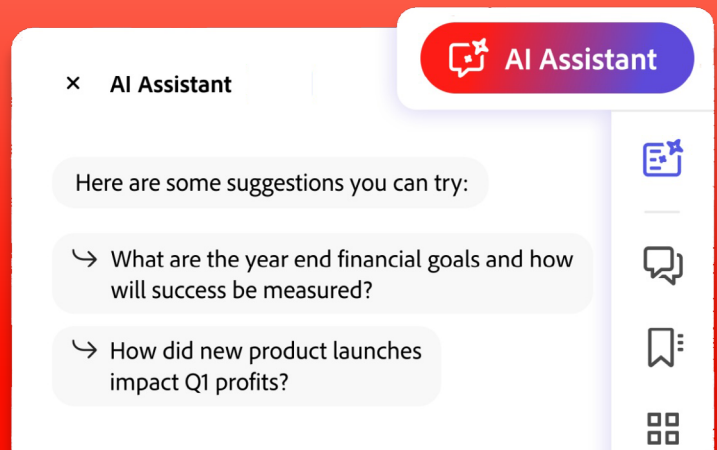 AI Assistant
AI Assistant
Here are some suggestions you can try:
What are the year end financial goals and how
will success be measured?
How did new product launches
impact Q1 profits?